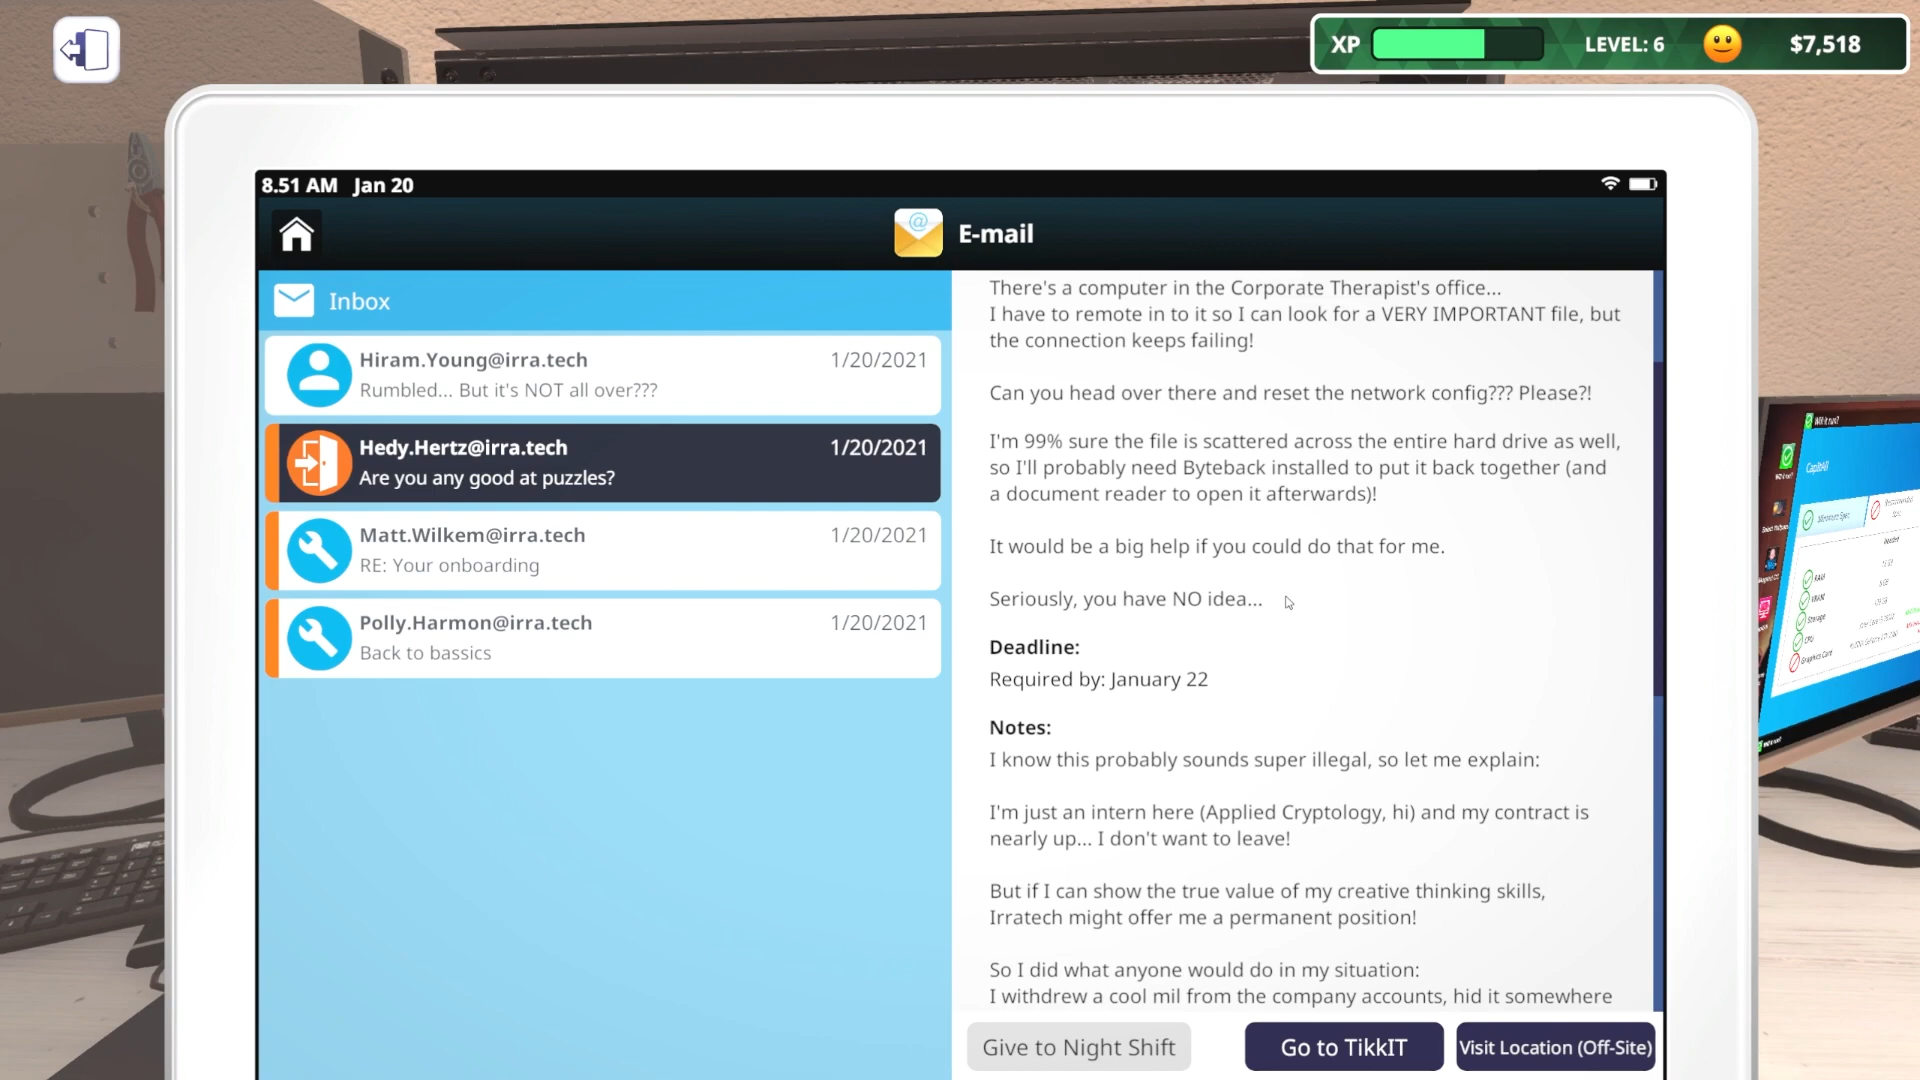 XP
LEVEL: 6
$7,518
8.51 AM Jan 20
E-mail
Inbox
Hiram.Young@irra.tech 1/20/2021
Rumbled... But it's NOT all over???
Hedy.Hertz@irra.tech 1/20/2021
Are you any good at puzzles?
Matt.Wilkem@irra.tech 1/20/2021
RE: Your onboarding
Polly.Harmon@irra.tech 1/20/2021
Back to bassics
There's a computer in the Corporate Therapist's office...
I have to remote in to it so I can look for a VERY IMPORTANT file, but
the connection keeps failing!
Can you head over there and reset the network config??? Please?!
I'm 99% sure the file is scattered across the entire hard drive as well,
so I'll probably need Byteback installed to put it back together (and
a document reader to open it afterwards)!
It would be a big help if you could do that for me.
Seriously, you have NO idea...
Deadline:
Required by: January 22
Notes:
I know this probably sounds super illegal, so let me explain:
I'm just an intern here (Applied Cryptology, hi) and my contract is
nearly up... I don't want to leave!
But if I can show the true value of my creative thinking skills,
Irratech might offer me a permanent position!
So I did what anyone would do in my situation:
I withdrew a cool mil from the company accounts, hid it somewhere
Give to Night Shift
Go to TikkIT
Visit Location (Off-Site)
Will it run?
RAM
VRAM
Storage
CPU
Graphics Card